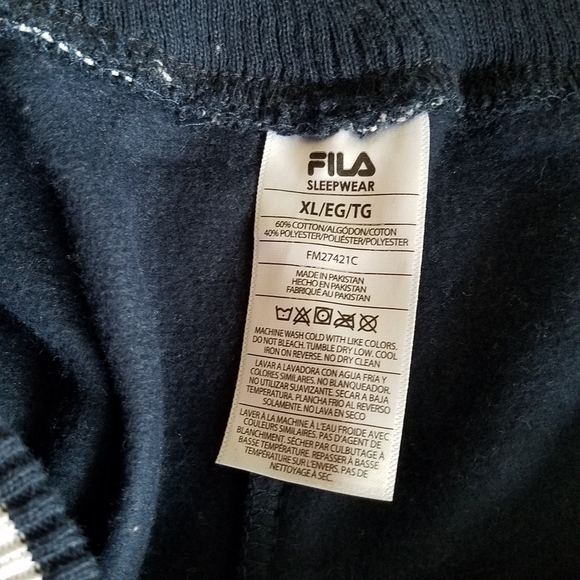 FILA
SLEEPWEAR
XL/EG/TG
60% COTTON/ALGODÓN/COTON
40% POLYESTER/POLIÉSTER/POLYESTER
FM27421C
MADE IN PAKISTAN
HECHO EN PAKISTAN
FABRIQUÉ AU PAKISTAN
MACHINE WASH COLD WITH LIKE COLORS.
DO NOT BLEACH. TUMBLE DRY LOW. COOL
IRON ON REVERSE. NO DRY CLEAN
LAVAR A LAVADORA CON AGUA FRIA Y
COLORES SIMILARES. NO BLANQUEADOR.
NO UTILIZAR SUAVIZANTE. SECAR A BAJA
TEMPERATURA. PLANCHA FRIO AL REVERSO
SOLAMENTE. NO LAVA EN SECO
LAVER À LA MACHINE À L'EAU FROIDE AVEC
COULEURS SIMILAIRES. PAS D'AGENT DE
BLANCHIMENT. SÉCHER PAR CULBUTAGE À
BASSE TEMPÉRATURE. REPASSER À BASSE
TEMPÉRATURE SUR L'ENVERS. PAS DE
NETTOYAGE À SEC.